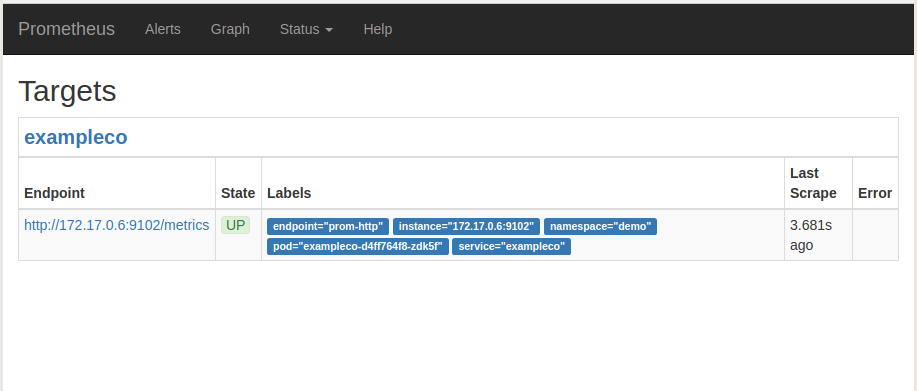 Prometheus Alerts Graph Status Help
Targets
exampleco
Endpoint State Labels Last Scrape Error
http://172.17.0.6:9102/metrics UP endpoint="prom-http" instance="172.17.0.6:9102" namespace="demo" 3.681s
pod="exampleco-d4ff764f8-zdk5f" service="exampleco" ago